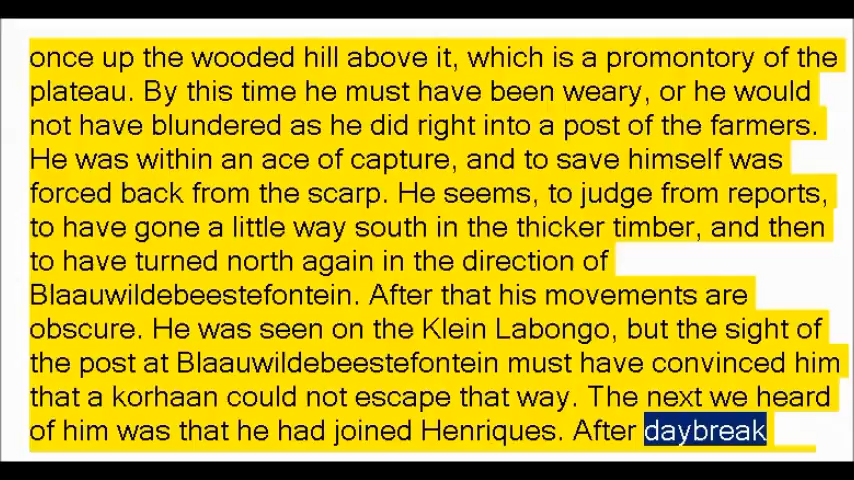 once up the wooded hill above it, which is a promontory of the
plateau. By this time he must have been weary, or he would
not have blundered as he did right into a post of the farmers.
He was within an ace of capture, and to save himself was
forced back from the scarp. He seems, to judge from reports,
to have gone a little way south in the thicker timber, and then
to have turned north again in the direction of
Blaauwildebeestefontein. After that his movements are
obscure. He was seen on the Klein Labongo, but the sight of
the post at Blaauwildebeestefontein must have convinced him
that a korhaan could not escape that way. The next we heard
of him was that he had joined Henriques. After daybreak